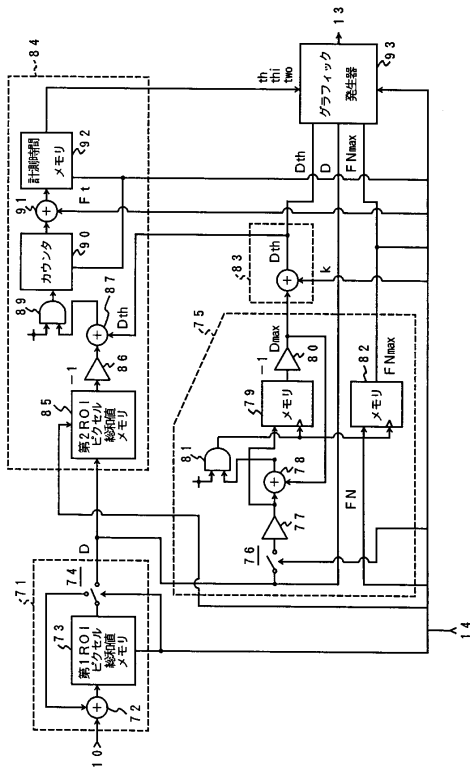 10
72
71
73
第1ROI
ピクセル
総和値
メモリ
74
D
14
85
第2ROI
ピクセル
総和値
メモリ
-1
86
87
Dth
89
+
カウンタ
90
91
Ft
計測時間
メモリ
92
84
75
76
77
78
81
+
79
メモリ
-1
80
Dmax
FN
メモリ
82
FNmax
83
Dth
k
Dth
D
FNmax
th
thi
two
グラフィック
発生器
93
13